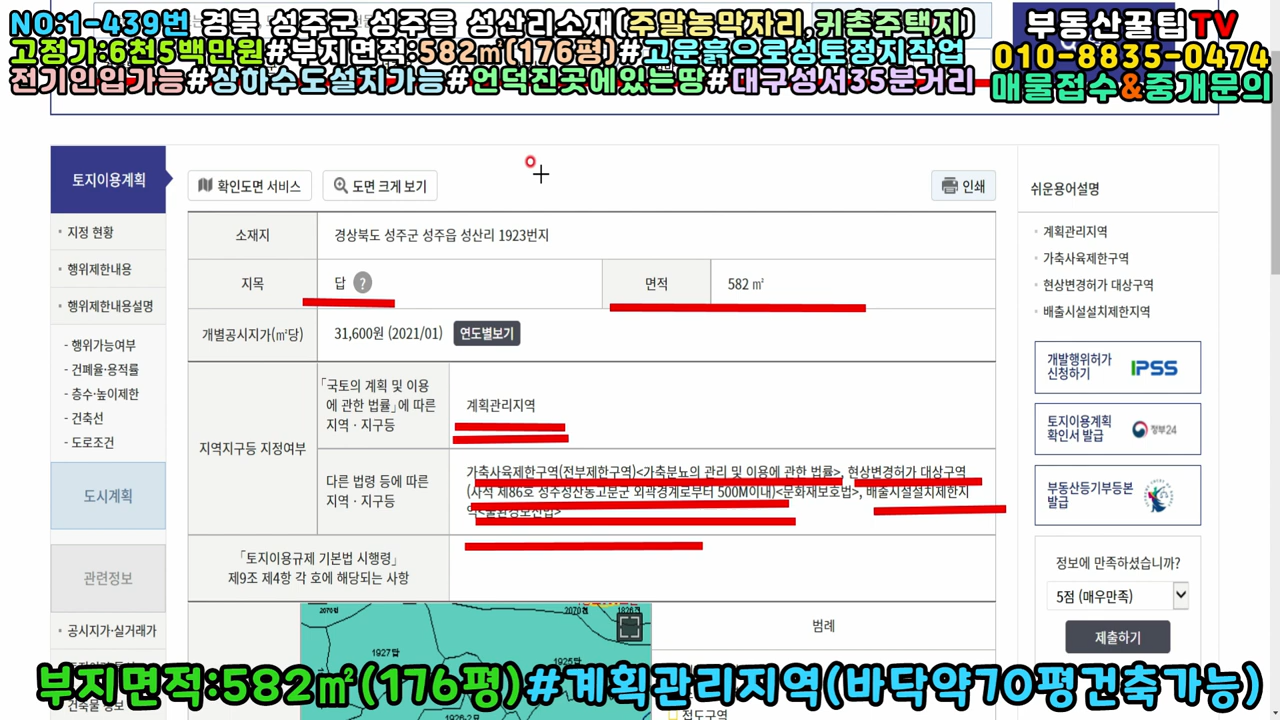 NO:1-439번 경북 성주군 성주읍 성산리소재(주말농막자리,귀촌주택지)
부동산꿀팁TV
고정가:6천5백만원#부지면적:582㎡(176평)#고운흙으로성토정지작업
010-8835-0474
전기인입가능#상하수도설치가능#언덕진곳에있는땅#대구성서35분거리
매물접수&중개문의
토지이용계획
확인도면 서비스
도면 크게 보기
인쇄
쉬운용어설명
지정 현황
행위제한내용
행위제한내용설명
- 행위가능여부
- 건폐율·용적률
- 층수·높이제한
- 건축선
- 도로조건
도시계획
관련정보
공시지가·실거래가
소재지
경상북도 성주군 성주읍 성산리 1923번지
지목
답 ?
면적
582 ㎡
개별공시지가(㎡당)
31,600원 (2021/01)
연도별보기
지역지구등 지정여부
「국토의 계획 및 이용
에 관한 법률」에 따른
지역 · 지구등
계획관리지역
다른 법령 등에 따른
지역 · 지구등
가축사육제한구역(전부제한구역)<가축분뇨의 관리 및 이용에 관한 법률>, 현상변경허가 대상구역
(사적 제86호 성주성산동고분군 외곽경계로부터 500M이내)<문화재보호법>, 배출시설설치제한지
역<물환경보전법>
「토지이용규제 기본법 시행령」
제9조 제4항 각 호에 해당되는 사항
계획관리지역
가축사육제한구역
현상변경허가 대상구역
배출시설설치제한지역
개발행위허가
신청하기
IPSS
토지이용계획
확인서 발급
정부24
부동산등기부등본
발급
정보에 만족하셨습니까?
5점 (매우만족)
제출하기
범례
1927답
1925답
부지면적:582㎡(176평)#계획관리지역(바닥약70평건축가능)
건축물 정보